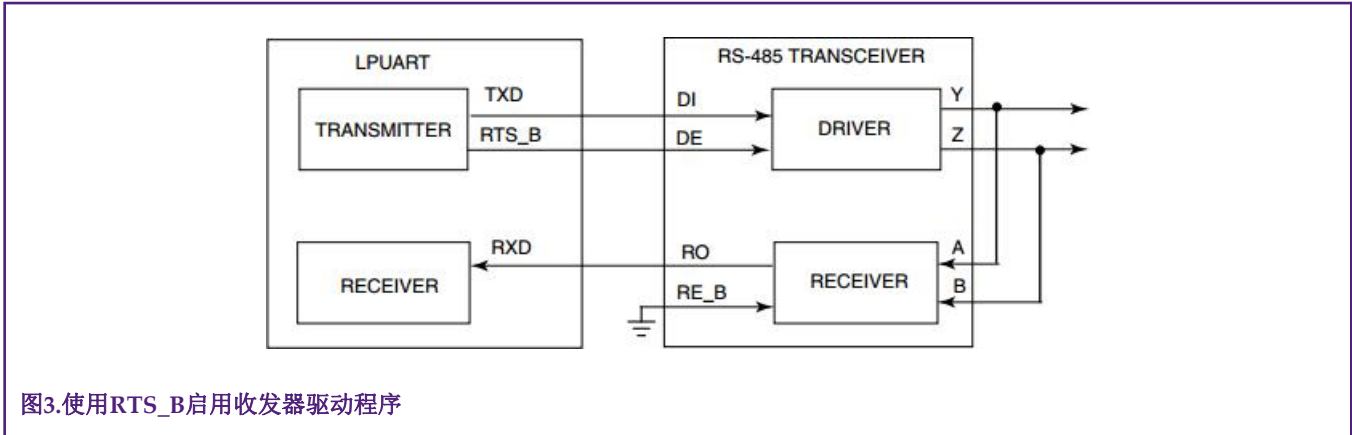 LPUART
RS-485 TRANSCEIVER
TRANSMITTER
TXD
RTS_B
DI
DE
DRIVER
Y
Z
RECEIVER
RXD
RO
RE_B
RECEIVER
A
B
图3.使用RTS_B启用收发器驱动程序